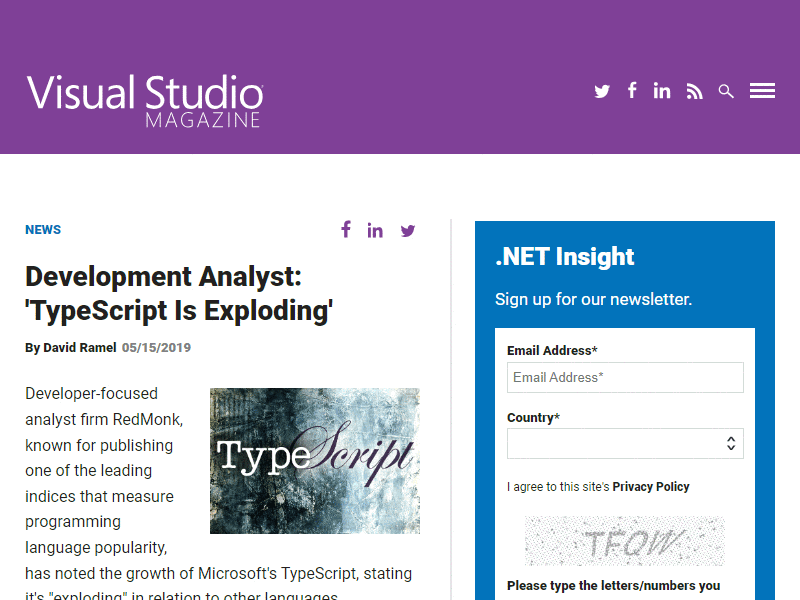 Visual Studio
MAGAZINE
NEWS
Development Analyst:
'TypeScript Is Exploding'
By David Ramel 05/15/2019
Developer-focused
analyst firm RedMonk,
known for publishing
one of the leading
indices that measure
programming
language popularity,
has noted the growth of Microsoft's TypeScript, stating
it's "exploding" in relation to other languages.
TypeScript
.NET Insight
Sign up for our newsletter.
Email Address*
Email Address*
Country*
I agree to this site's Privacy Policy
TFQW
Please type the letters/numbers you